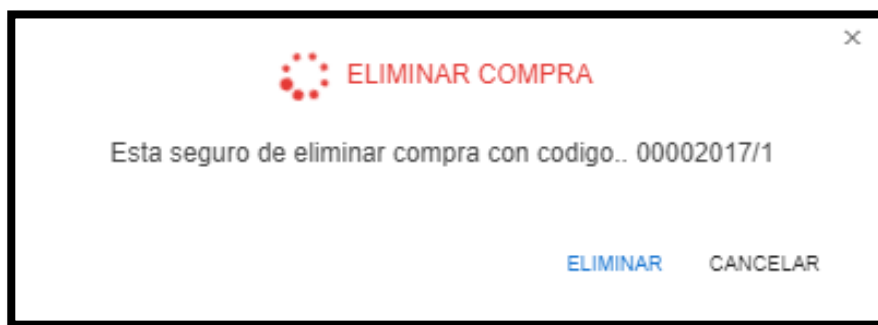 ELIMINAR COMPRA
Esta seguro de eliminar compra con codigo.. 00002017/1
ELIMINAR CANCELAR